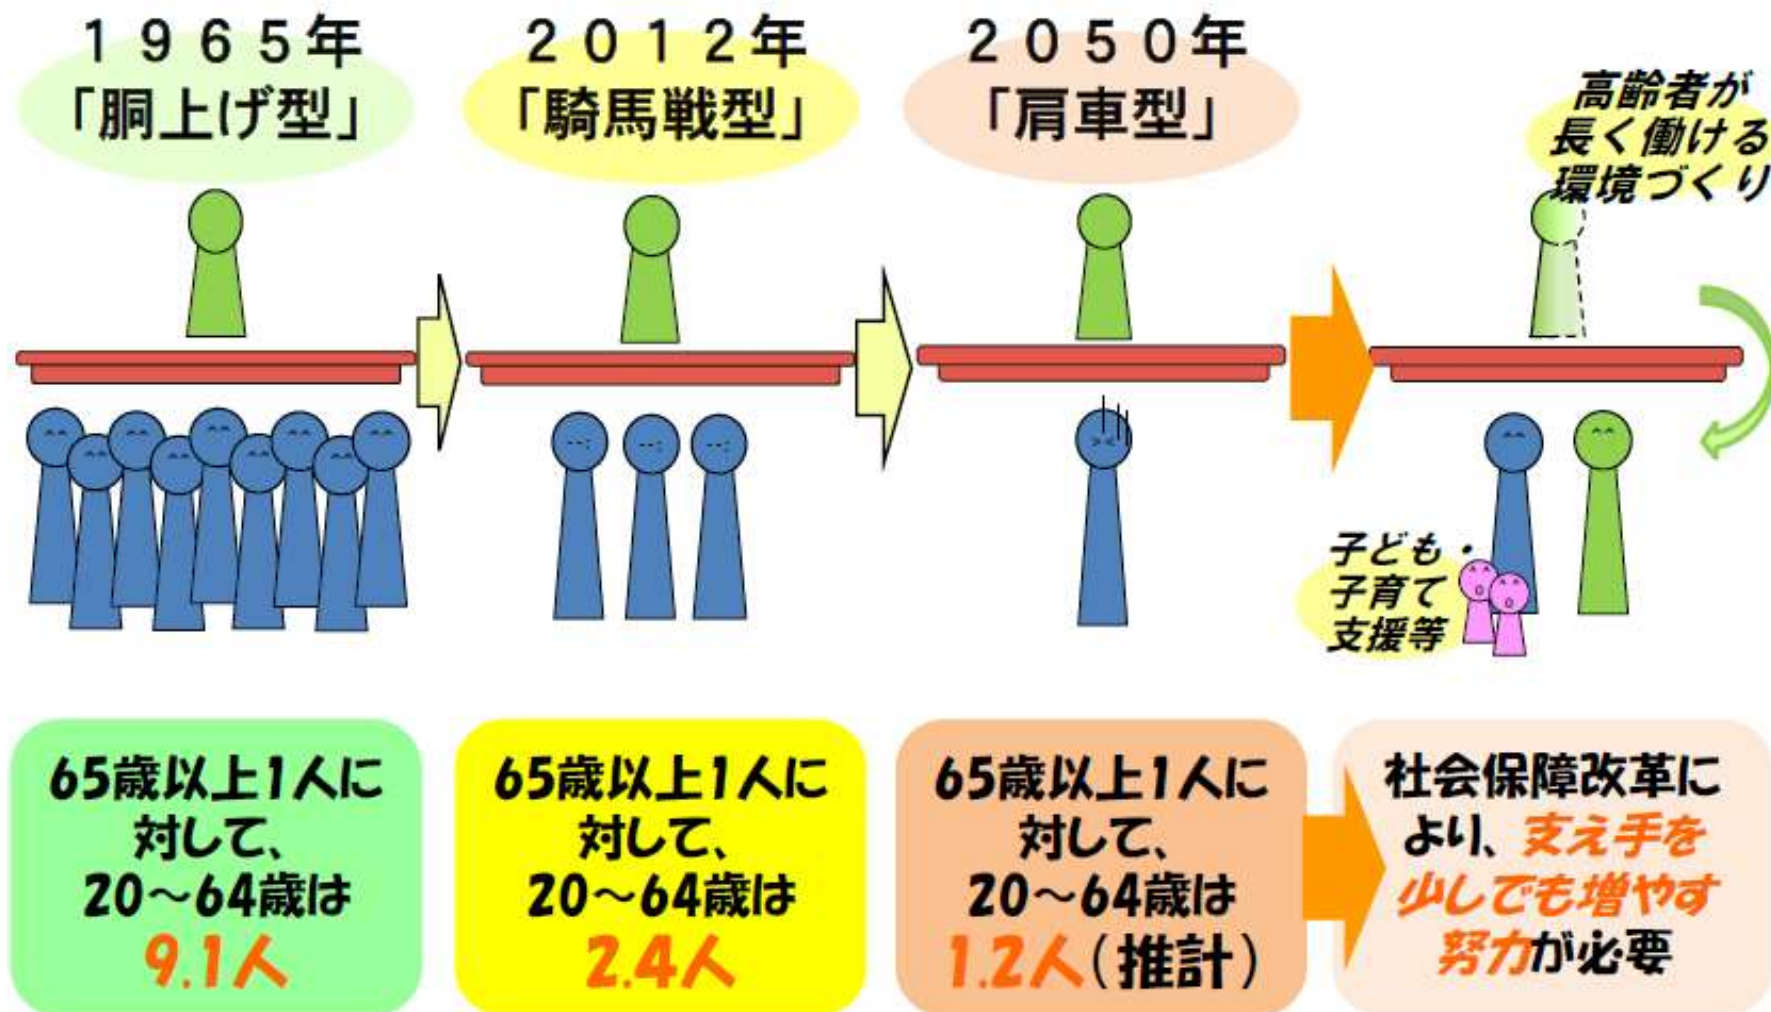 １９６５年
「胴上げ型」
２０１２年
「騎馬戦型」
２０５０年
「肩車型」
高齢者が
長く働ける
環境づくり
子ども・
子育て
支援等
65歳以上1人に
対して、
20～64歳は
9.1人
65歳以上1人に
対して、
20～64歳は
2.4人
65歳以上1人に
対して、
20～64歳は
1.2人（推計）
社会保障改革に
より、支え手を
少しでも増やす
努力が必要